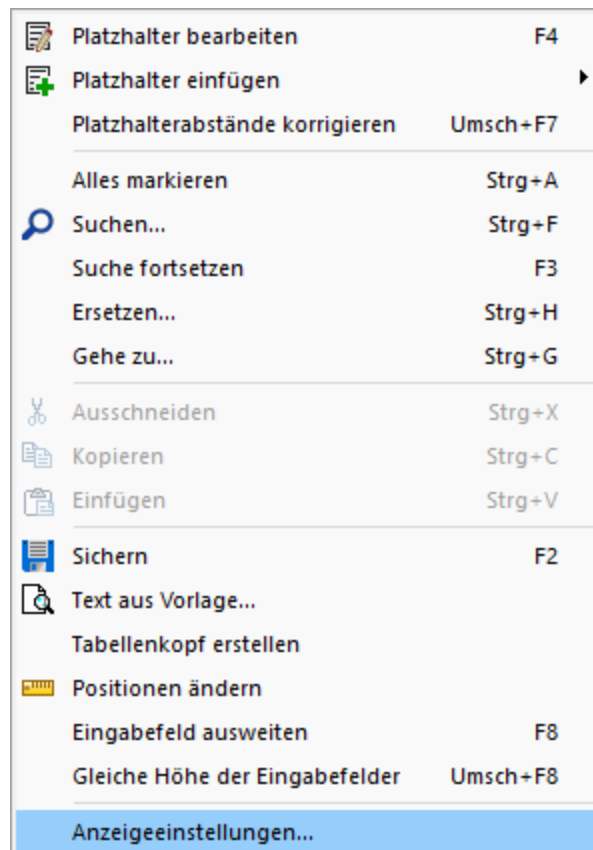 Platzhalter bearbeiten F4
Platzhalter einfügen
Platzhalterabstände korrigieren Umsch+F7
Alles markieren Strg+A
Suchen... Strg+F
Suche fortsetzen F3
Ersetzen... Strg+H
Gehe zu... Strg+G
Ausschneiden Strg+X
Kopieren Strg+C
Einfügen Strg+V
Sichern F2
Text aus Vorlage...
Tabellenkopf erstellen
Positionen ändern
Eingabefeld ausweiten F8
Gleiche Höhe der Eingabefelder Umsch+F8
Anzeigeeinstellungen...